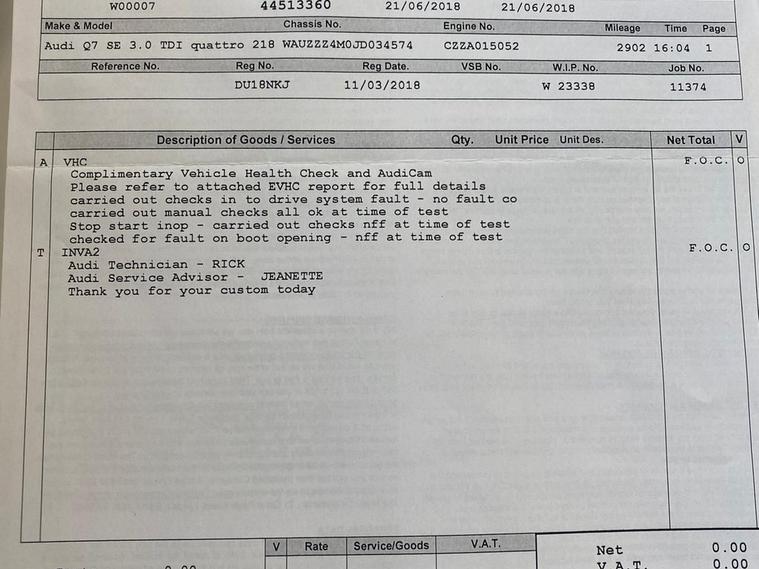 W00007 44513360 21/06/2018 21/06/2018
Make & Model Chassis No. Engine No. Mileage Time Page
Audi Q7 SE 3.0 TDI quattro 218 WAUZZZ4M0JD034574 CZZA015052 2902 16:04 1
Reference No. Reg No. Reg Date. VSB No. W.I.P. No. Job No.
DU18NKJ 11/03/2018 W 23338 11374
Description of Goods / Services Qty. Unit Price Unit Des. Net Total V
A VHC F.O.C. O
Complimentary Vehicle Health Check and AudiCam
Please refer to attached EVHC report for full details
carried out checks in to drive system fault - no fault co
carried out manual checks all ok at time of test
Stop start inop - carried out checks nff at time of test
checked for fault on boot opening - nff at time of test
T INVA2 F.O.C. O
Audi Technician - RICK
Audi Service Advisor - JEANETTE
Thank you for your custom today
V Rate Service/Goods V.A.T.
Net 0.00
V.A.T. 0.00
0.00